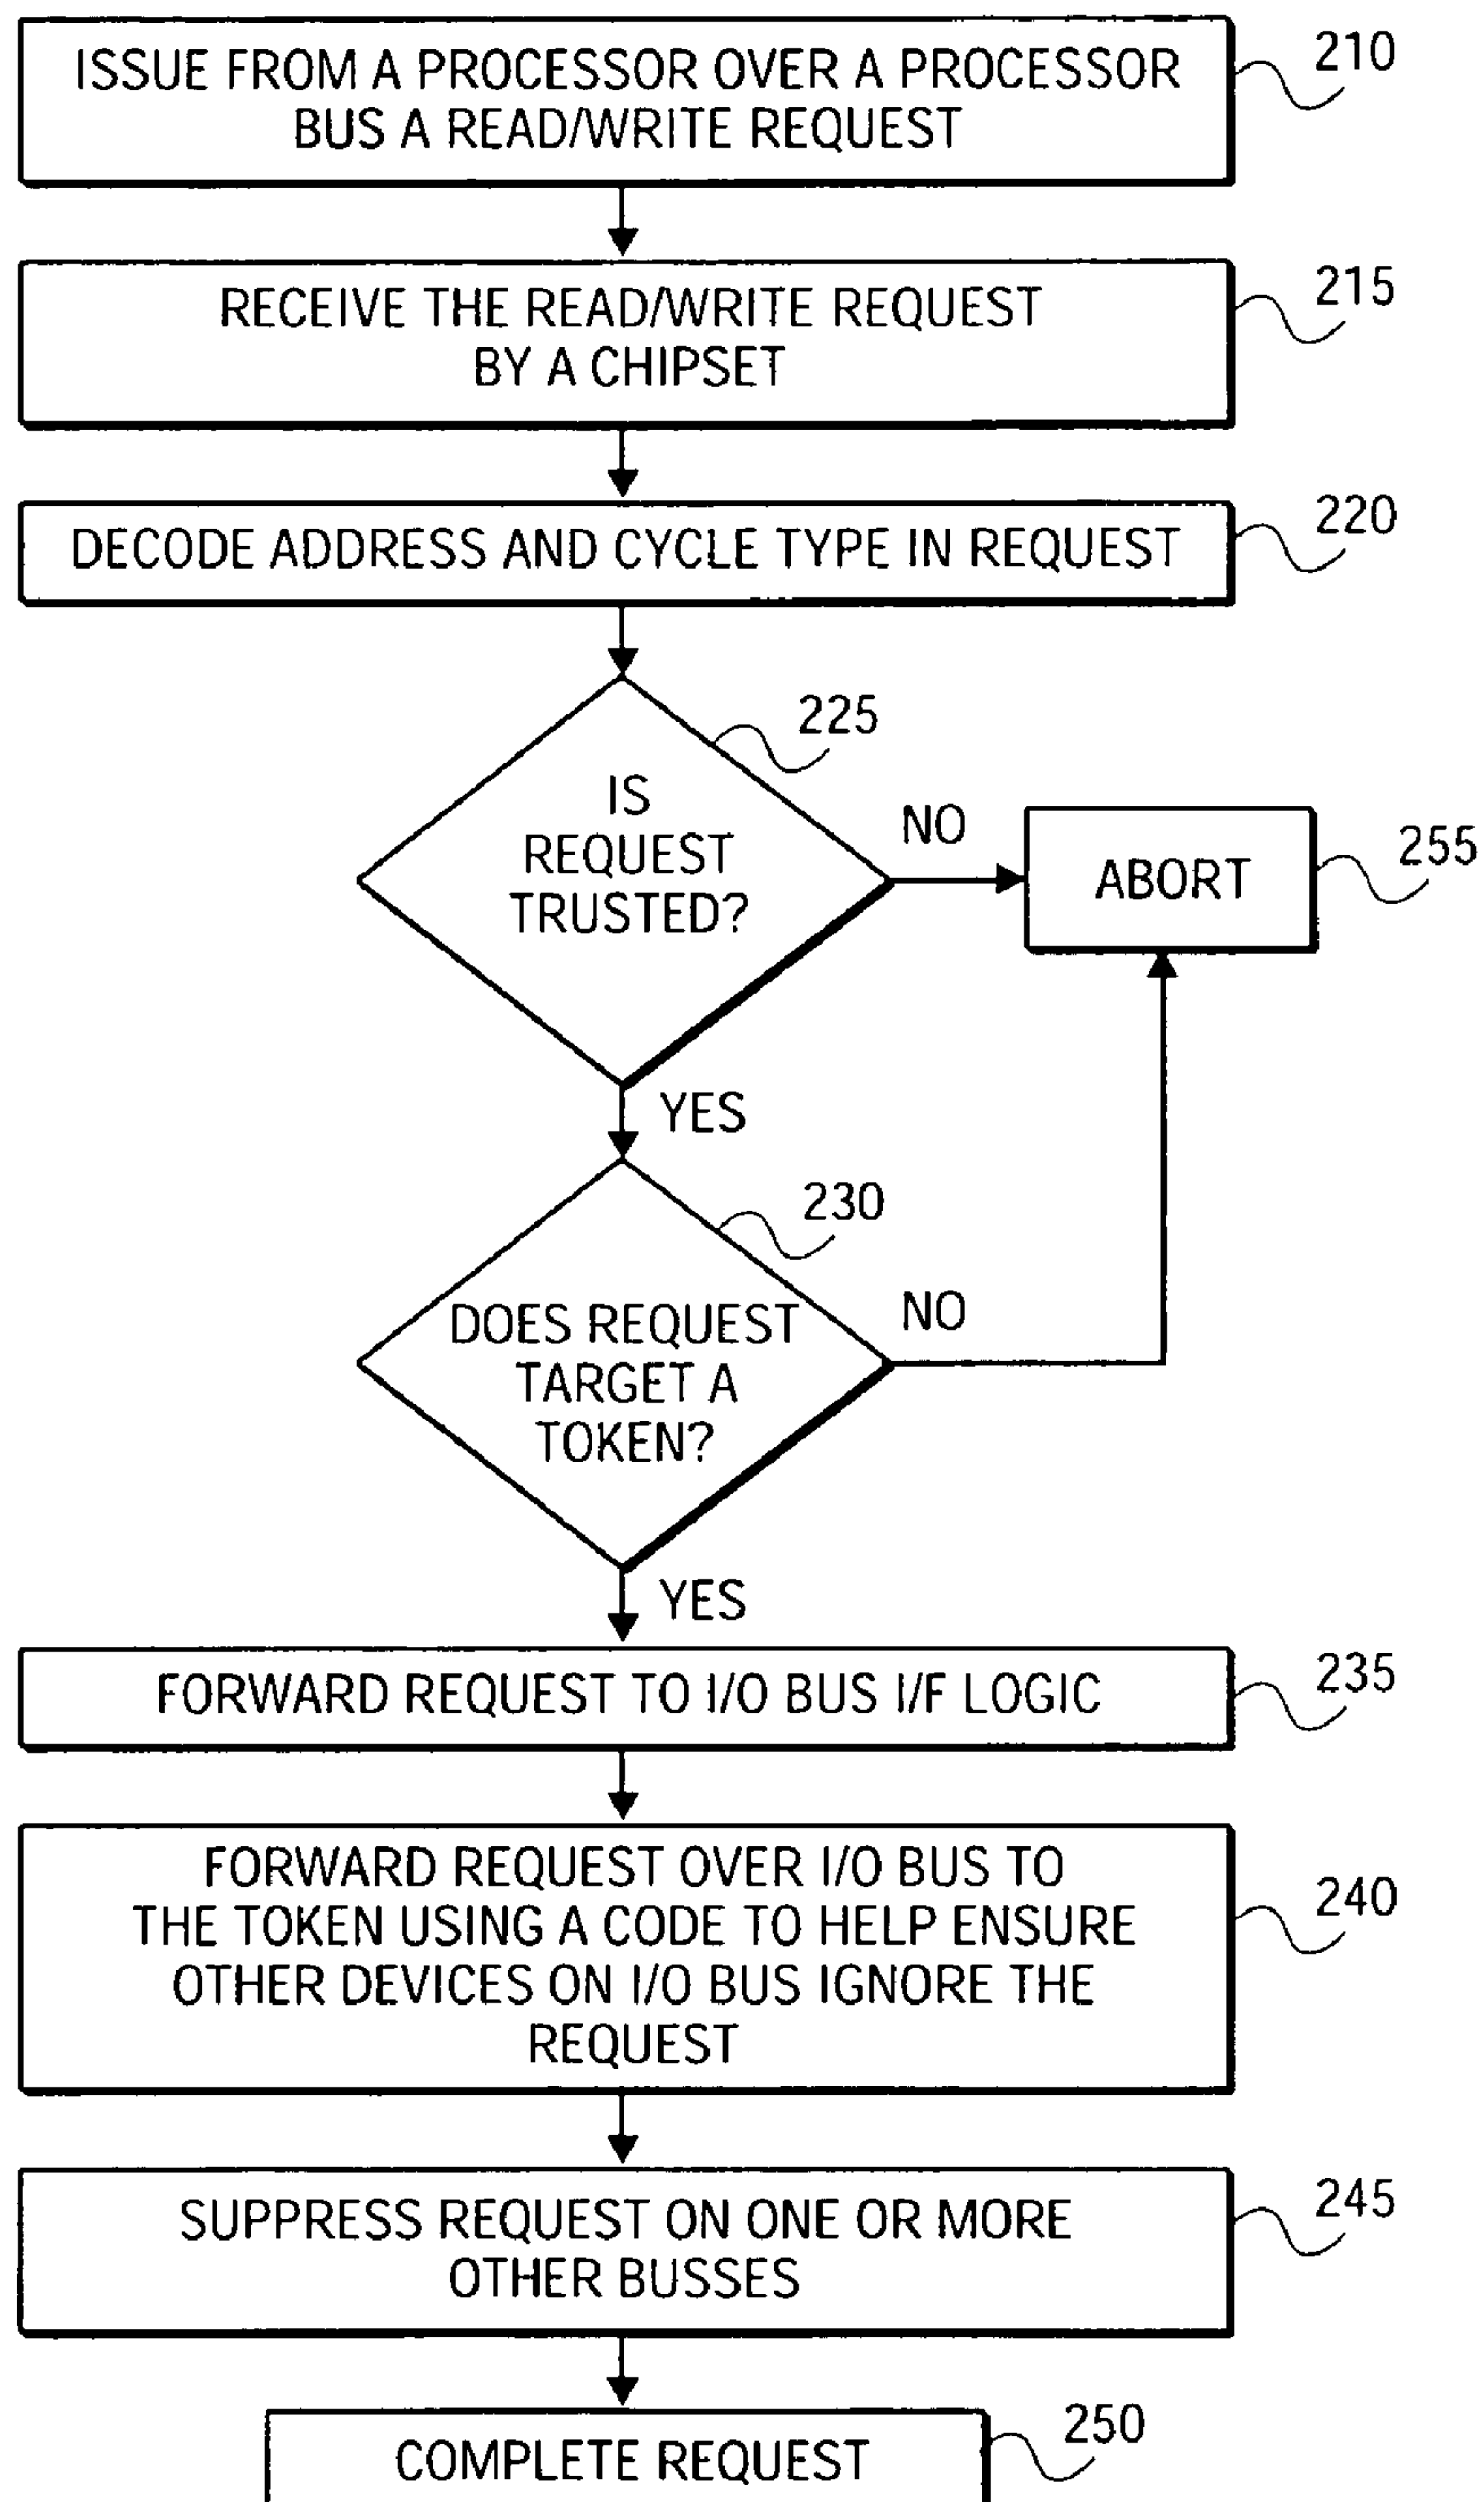 ISSUE FROM A PROCESSOR OVER A PROCESSOR
BUS A READ/WRITE REQUEST
210
RECEIVE THE READ/WRITE REQUEST
BY A CHIPSET
215
DECODE ADDRESS AND CYCLE TYPE IN REQUEST
220
225
IS
REQUEST
TRUSTED?
NO
ABORT
255
YES
230
DOES REQUEST
TARGET A
TOKEN?
NO
YES
FORWARD REQUEST TO I/O BUS I/F LOGIC
235
FORWARD REQUEST OVER I/O BUS TO
THE TOKEN USING A CODE TO HELP ENSURE
OTHER DEVICES ON I/O BUS IGNORE THE
REQUEST
240
SUPPRESS REQUEST ON ONE OR MORE
OTHER BUSSES
245
COMPLETE REQUEST
250